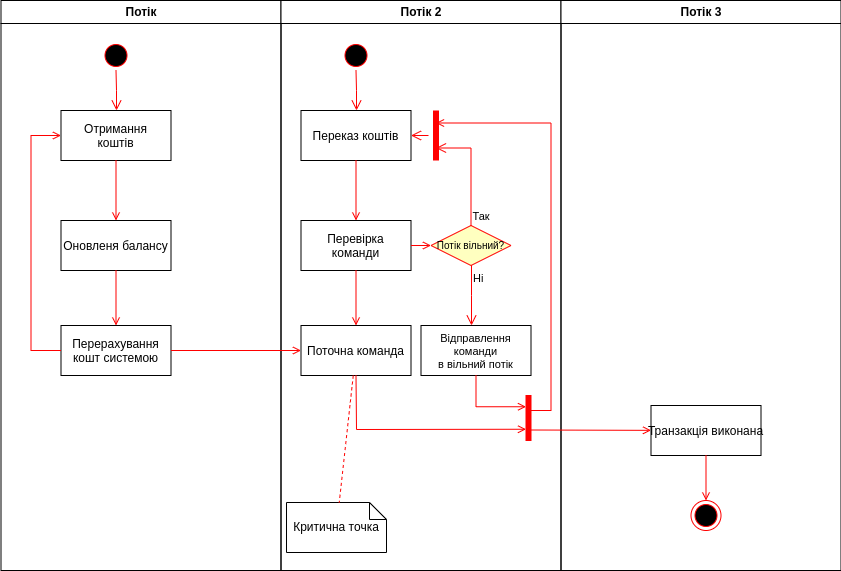 Потік
Потік 2
Потік 3
Отримання
коштів
Переказ коштів
Так
Оновленя балансу
Перевірка
команди
Потік вільний?
Ні
Перерахування
кошт системою
Поточна команда
Відправлення
команди
в вільний потік
Транзакція виконана
Критична точка